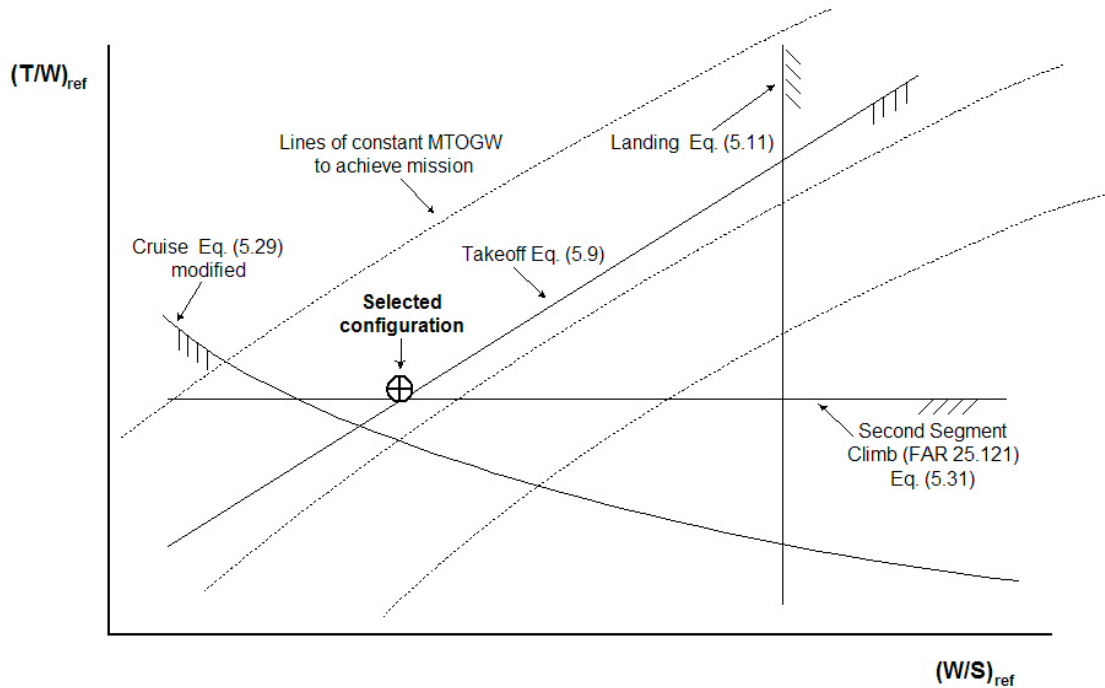 (T/W)ref
Lines of constant MTOGW
to achieve mission
Landing Eq. (5.11)
Cruise Eq. (5.29)
modified
Takeoff Eq. (5.9)
Selected
configuration
Second Segment
Climb (FAR 25.121)
Eq. (5.31)
(W/S)ref